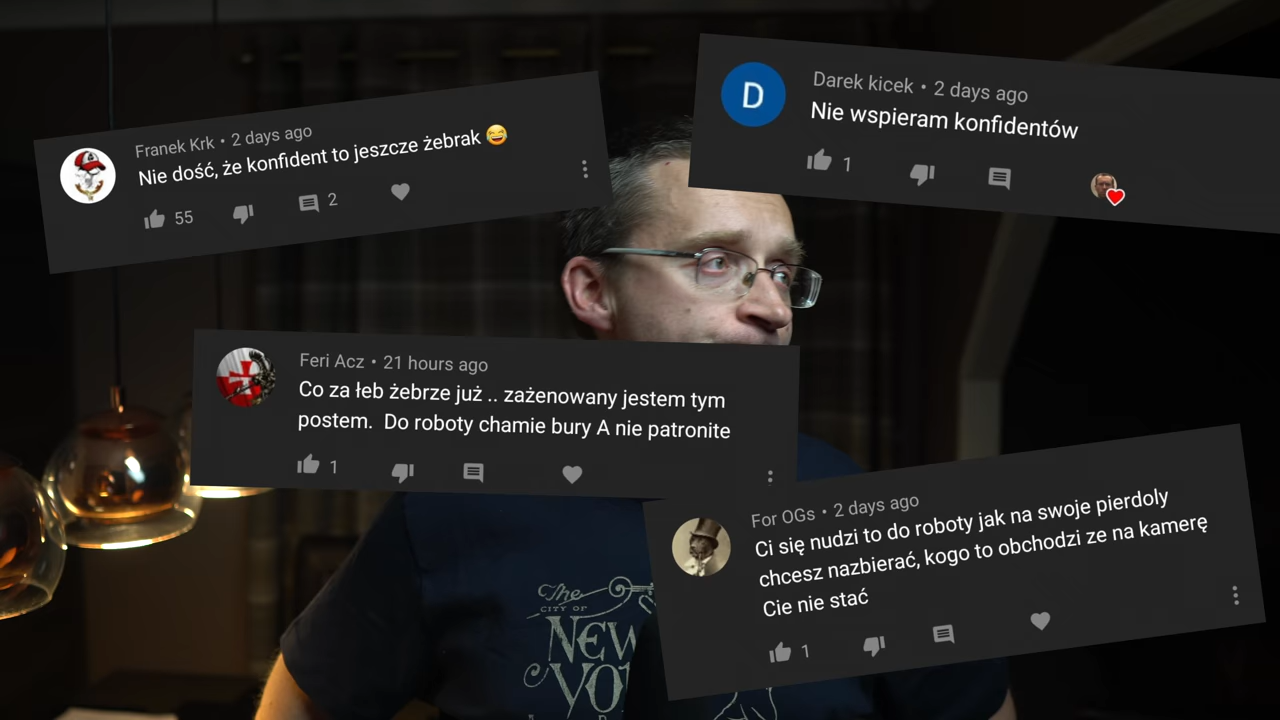 Franek Krk • 2 days ago
Nie dość, że konfident to jeszcze żebrak 😂
55
2
Darek kicek • 2 days ago
Nie wspieram konfidentów
1
D
Feri Acz • 21 hours ago
Co za łeb żebrze już .. zażenowany jestem tym
postem. Do roboty chamie bury A nie patronite
1
For OGs • 2 days ago
Ci się nudzi to do roboty jak na swoje pierdoly
chcesz nazbierać, kogo to obchodzi ze na kamerę
Cie nie stać
1
The
CITY OF
NEW
YO